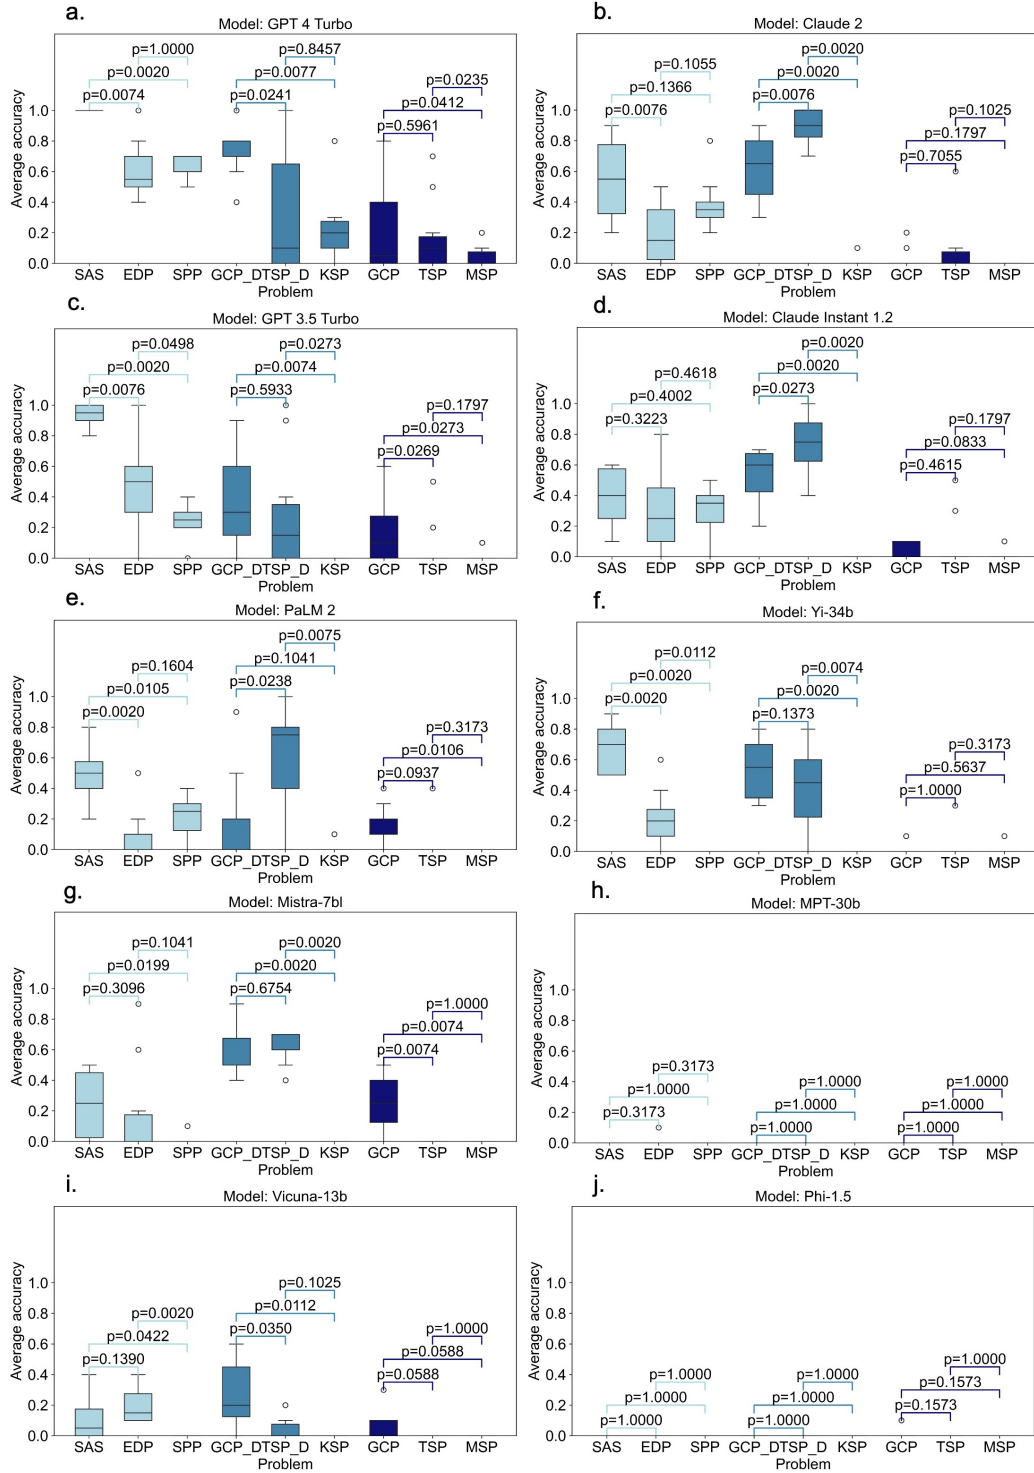 a.
Model: GPT 4 Turbo
p=1.0000
p=0.0020
p=0.0074
p=0.8457
p=0.0077
p=0.0241
p=0.0235
p=0.0412
p=0.5961
Average accuracy
1.0
0.8
0.6
0.4
0.2
0.0
SAS EDP SPP GCP_D TSP_D KSP GCP TSP MSP
Problem
b.
Model: Claude 2
p=0.1055
p=0.1366
p=0.0076
p=0.0020
p=0.0020
p=0.0076
p=0.1025
p=0.1797
p=0.7055
Average accuracy
1.0
0.8
0.6
0.4
0.2
0.0
SAS EDP SPP GCP_D TSP_D KSP GCP TSP MSP
Problem
c.
Model: GPT 3.5 Turbo
p=0.0498
p=0.0020
p=0.0076
p=0.0273
p=0.0074
p=0.5933
p=0.1797
p=0.0273
p=0.0269
Average accuracy
1.0
0.8
0.6
0.4
0.2
0.0
SAS EDP SPP GCP_D TSP_D KSP GCP TSP MSP
Problem
d.
Model: Claude Instant 1.2
p=0.4618
p=0.4002
p=0.3223
p=0.0020
p=0.0020
p=0.0273
p=0.1797
p=0.0833
p=0.4615
Average accuracy
1.0
0.8
0.6
0.4
0.2
0.0
SAS EDP SPP GCP_D TSP_D KSP GCP TSP MSP
Problem
e.
Model: PaLM 2
p=0.1604
p=0.0105
p=0.0020
p=0.0075
p=0.1041
p=0.0238
p=0.3173
p=0.0106
p=0.0937
Average accuracy
1.0
0.8
0.6
0.4
0.2
0.0
SAS EDP SPP GCP_D TSP_D KSP GCP TSP MSP
Problem
f.
Model: Yi-34b
p=0.0112
p=0.0020
p=0.0020
p=0.0074
p=0.0020
p=0.1373
p=0.3173
p=0.5637
p=1.0000
Average accuracy
1.0
0.8
0.6
0.4
0.2
0.0
SAS EDP SPP GCP_D TSP_D KSP GCP TSP MSP
Problem
g.
Model: Mistra-7bl
p=0.1041
p=0.0199
p=0.3096
p=0.0020
p=0.0020
p=0.6754
p=1.0000
p=0.0074
p=0.0074
Average accuracy
1.0
0.8
0.6
0.4
0.2
0.0
SAS EDP SPP GCP_D TSP_D KSP GCP TSP MSP
Problem
h.
Model: MPT-30b
p=0.3173
p=1.0000
p=0.3173
p=1.0000
p=1.0000
p=1.0000
p=1.0000
p=1.0000
p=1.0000
Average accuracy
1.0
0.8
0.6
0.4
0.2
0.0
SAS EDP SPP GCP_D TSP_D KSP GCP TSP MSP
Problem
i.
Model: Vicuna-13b
p=0.0020
p=0.0422
p=0.1390
p=0.1025
p=0.0112
p=0.0350
p=1.0000
p=0.0588
p=0.0588
Average accuracy
1.0
0.8
0.6
0.4
0.2
0.0
SAS EDP SPP GCP_D TSP_D KSP GCP TSP MSP
Problem
j.
Model: Phi-1.5
p=1.0000
p=1.0000
p=1.0000
p=1.0000
p=1.0000
p=1.0000
p=1.0000
p=0.1573
p=0.1573
Average accuracy
1.0
0.8
0.6
0.4
0.2
0.0
SAS EDP SPP GCP_D TSP_D KSP GCP TSP MSP
Problem